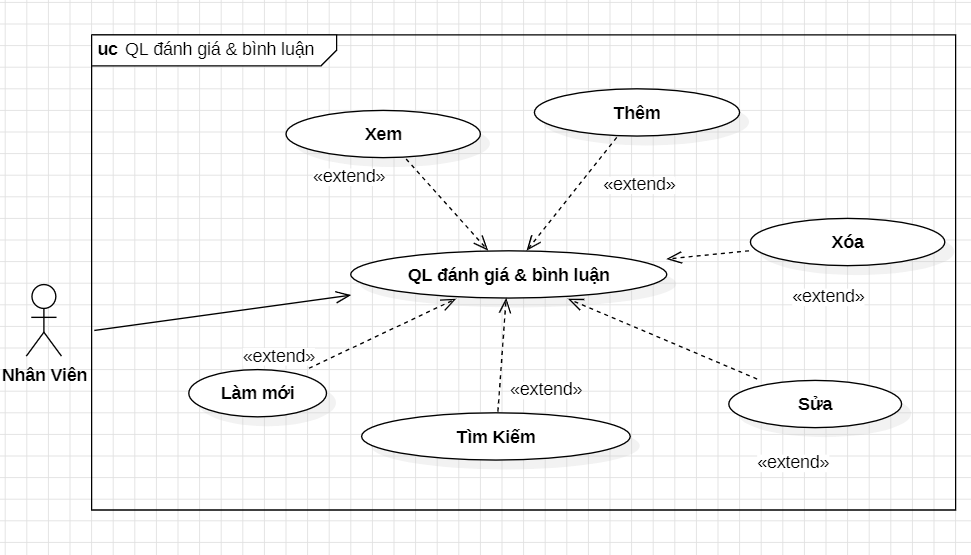 uc QL đánh giá & bình luận
Thêm
Xem
«extend»
«extend»
Xóa
QL đánh giá & bình luận
«extend»
Nhân Viên
«extend»
«extend»
Làm mới
Sửa
Tìm Kiếm
«extend»